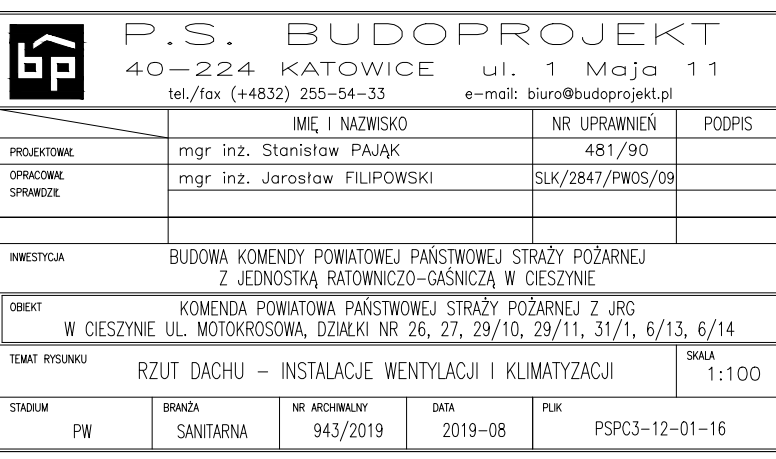 bp
P.S. BUDOPROJEKT
40-224 KATOWICE ul. 1 Maja 11
tel./fax (+4832) 255-54-33 e-mail: biuro@budoprojekt.pl
IMIĘ I NAZWISKO NR UPRAWNIEŃ PODPIS
PROJEKTOWAŁ mgr inż. Stanisław PAJĄK 481/90
OPRACOWAŁ mgr inż. Jarosław FILIPOWSKI SLK/2847/PWOS/09
SPRAWDZIŁ
INWESTYCJA BUDOWA KOMENDY POWIATOWEJ PAŃSTWOWEJ STRAŻY POŻARNEJ
Z JEDNOSTKĄ RATOWNICZO-GAŚNICZĄ W CIESZYNIE
OBIEKT KOMENDA POWIATOWA PAŃSTWOWEJ STRAŻY POŻARNEJ Z JRG
W CIESZYNIE UL. MOTOKROSOWA, DZIAŁKI NR 26, 27, 29/10, 29/11, 31/1, 6/13, 6/14
TEMAT RYSUNKU RZUT DACHU - INSTALACJE WENTYLACJI I KLIMATYZACJI SKALA 1:100
STADIUM BRANŻA NR ARCHIWALNY DATA PLIK
PW SANITARNA 943/2019 2019-08 PSPC3-12-01-16